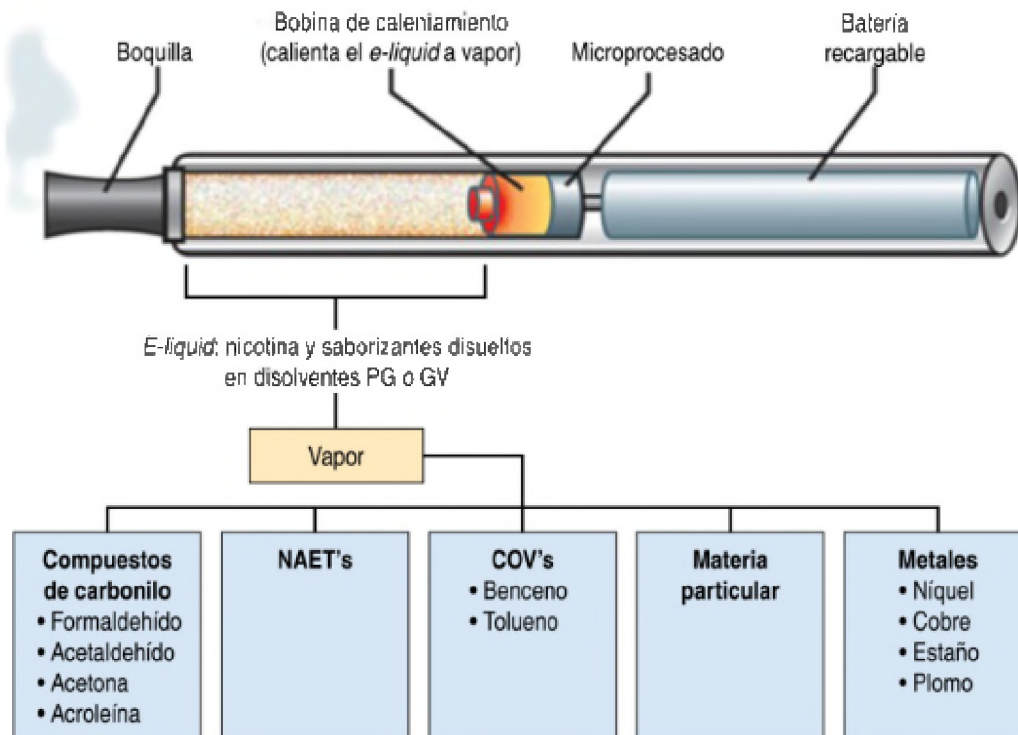 Boquilla
Bobina de caleniamiento
(calienta el e-liquid a vapor)
Microprocesado
Batería
recargable
E-liquid: nicotina y saborizantes disueltos
en disolventes PG o GV
Vapor
Compuestos
de carbonilo
• Formaldehído
• Acetaldehído
• Acetona
• Acroleína
NAET's
COV's
• Benceno
• Tolueno
Materia
particular
Metales
• Níquel
• Cobre
• Estaño
• Plomo